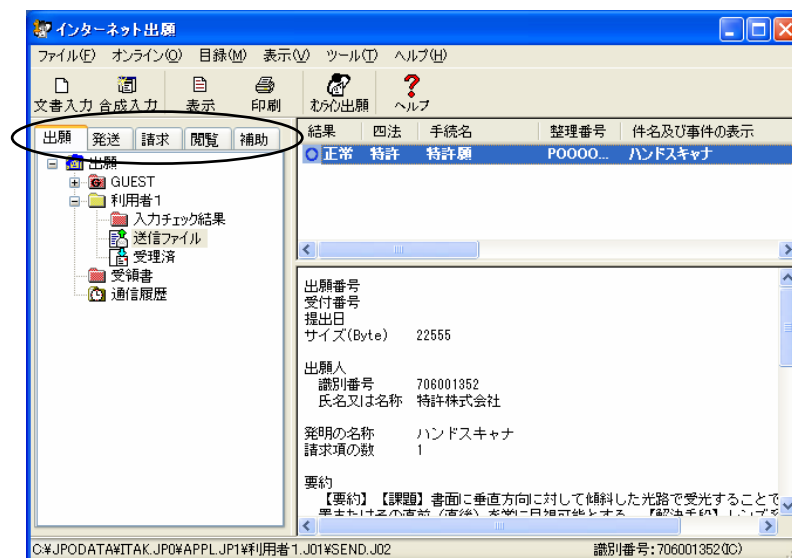 インターネット出願
ファイル(F) オンライン(O) 目録(M) 表示(V) ツール(T) ヘルプ(H)
文書入力 合成入力 表示 印刷 オンライン出願 ヘルプ
出願 発送 請求 閲覧 補助
出願
GUEST
利用者1
入力チェック結果
送信ファイル
受理済
受領書
通信履歴
結果 四法 手続名 整理番号 件名及び事件の表示
正常 特許 特許願 P0000... ハンドスキャナ
出願番号
受付番号
提出日
サイズ(Byte) 22555
出願人
識別番号 706001352
氏名又は名称 特許株式会社
発明の名称 ハンドスキャナ
請求項の数 1
要約
【要約】【課題】書面に垂直方向に対して傾斜した光路で受光することで
C:¥JPODATA¥ITAK.JP0¥APPL.JP1¥利用者1.J01¥SEND.J02 識別番号:706001352(IC)